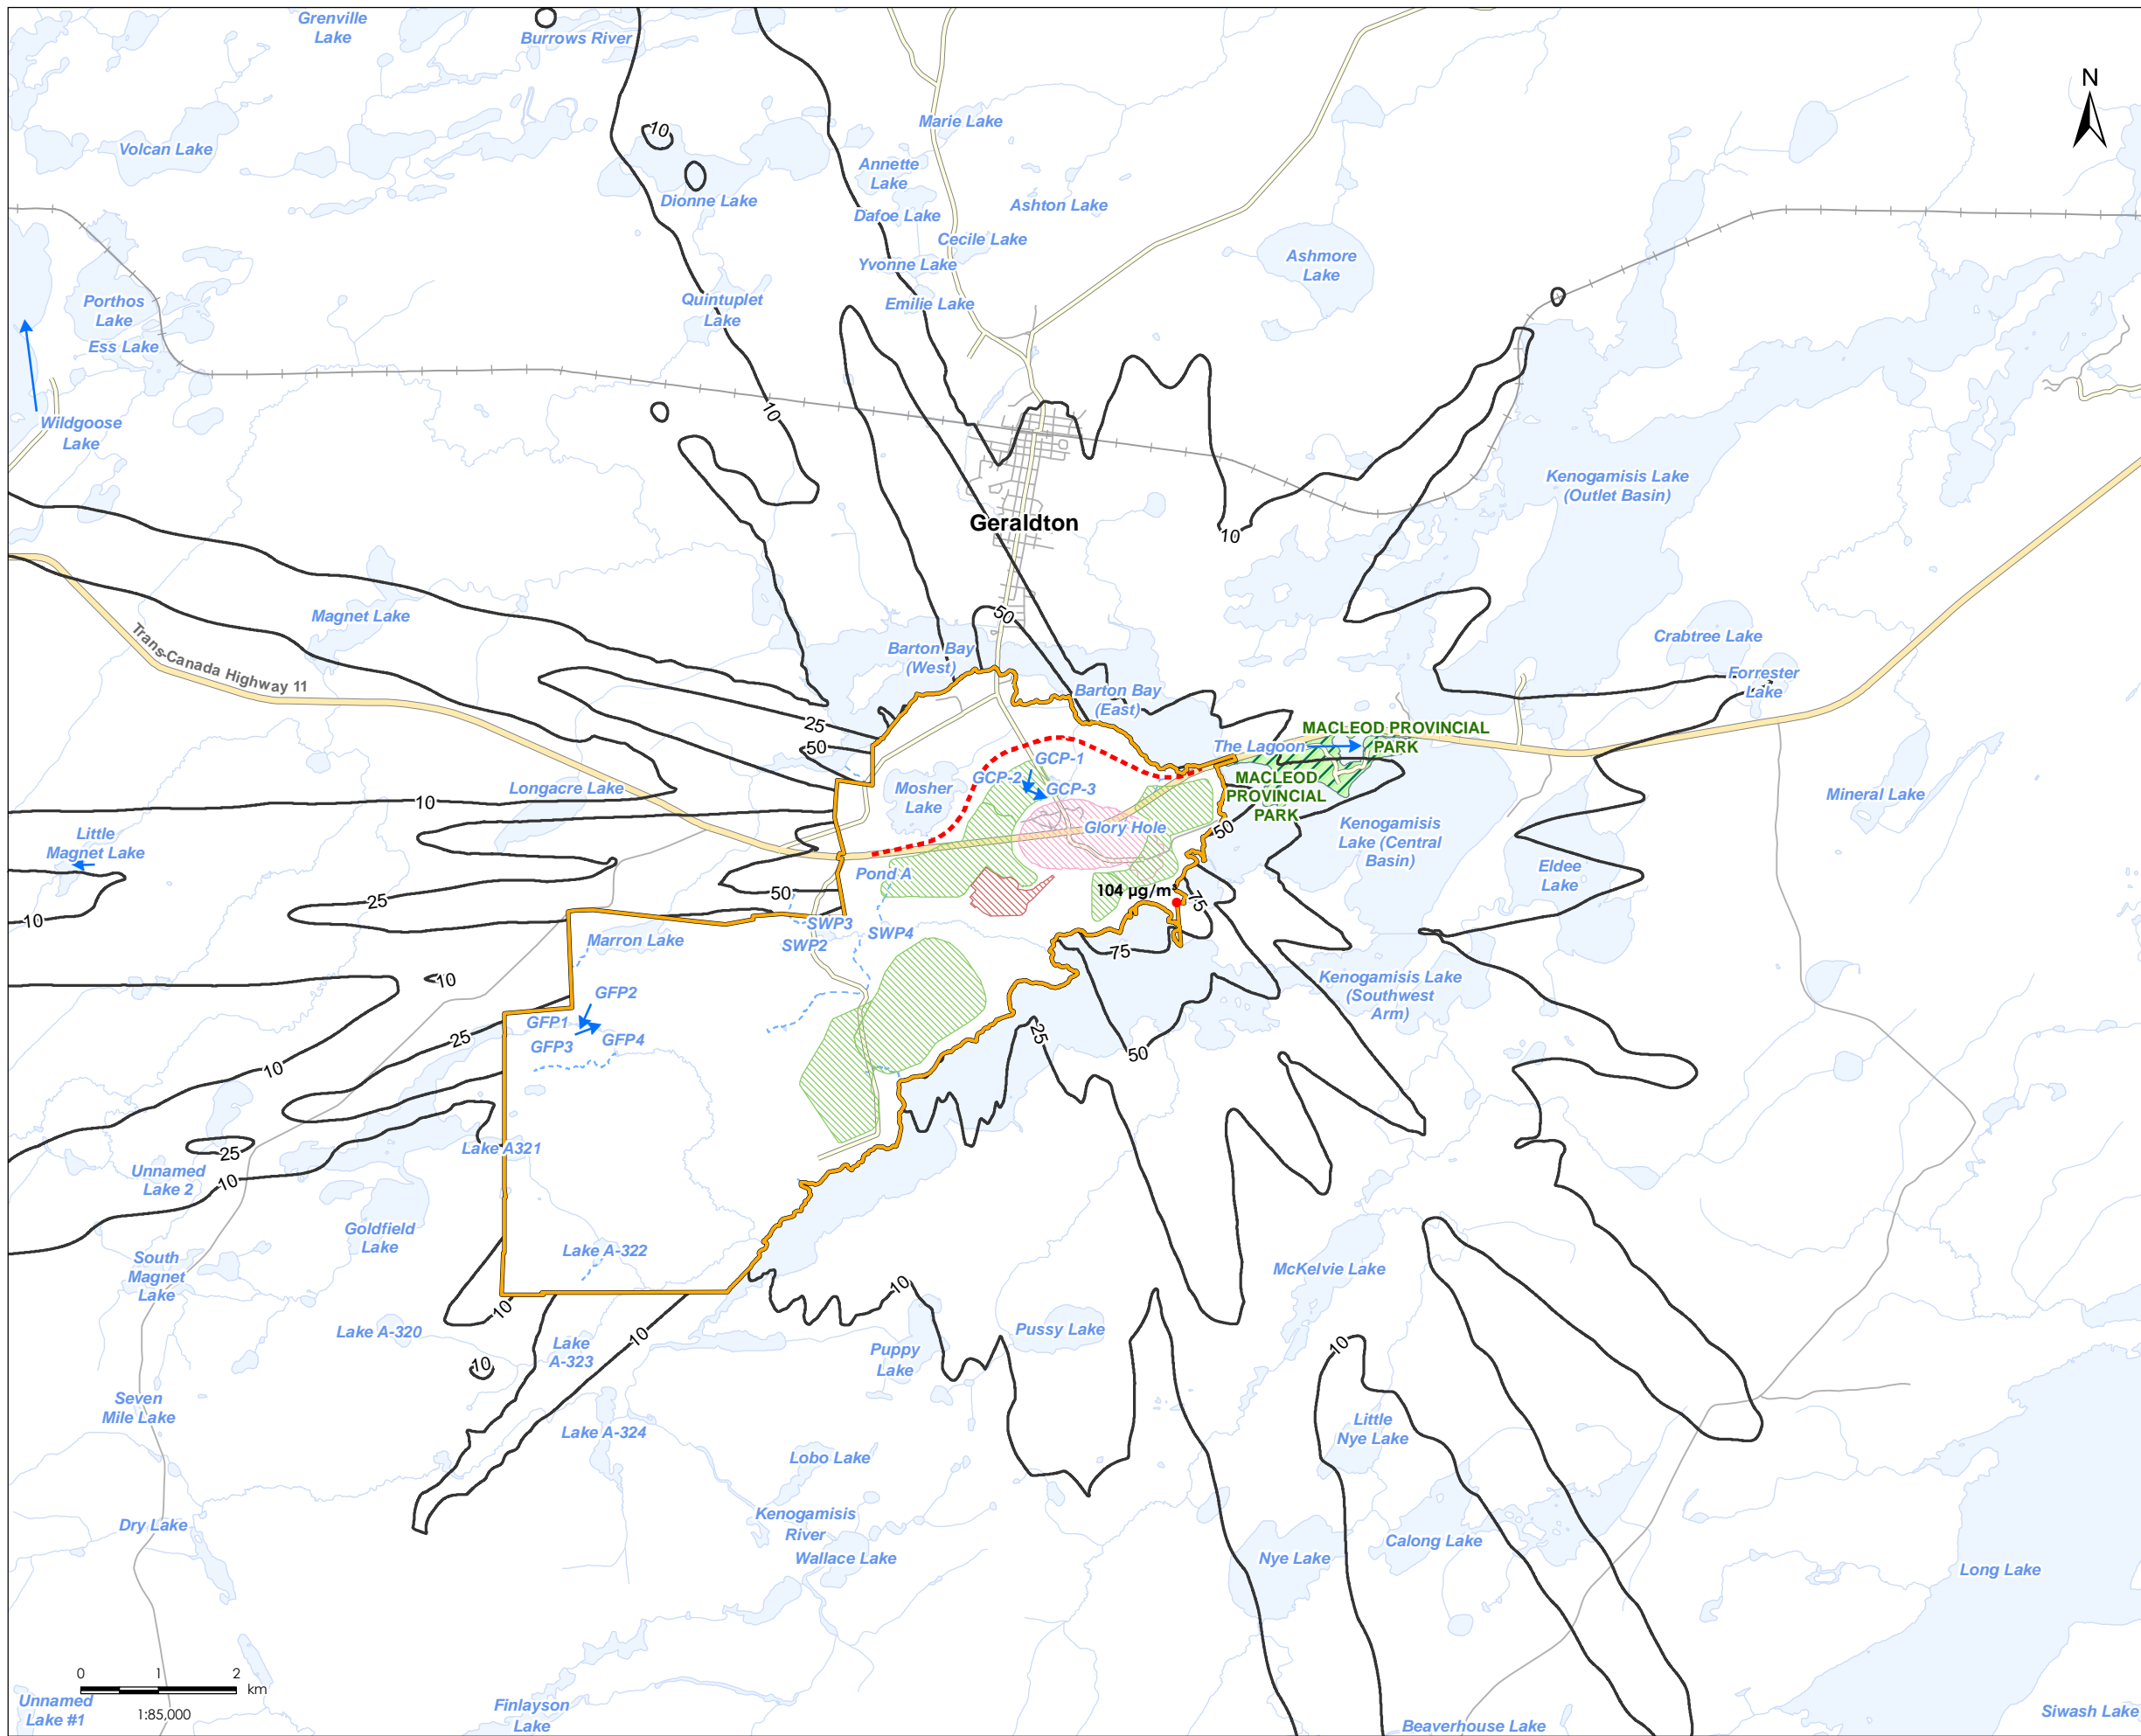 Grenville
Lake
Burrows River
N
Marie Lake
10
Volcan Lake
Annette
Lake
Dionne Lake
Ashton Lake
Dafoe Lake
Cecile Lake
Ashmore
Lake
Yvonne Lake
Porthos
Lake
Quintuplet
Lake
Emilie Lake
Ess Lake
10
Wildgoose
Lake
Kenogamisis Lake
(Outlet Basin)
Geraldton
10
50
Magnet Lake
Trans-Canada Highway 11
Barton Bay
(West)
Crabtree Lake
Forrester
Lake
Barton Bay
(East)
25
50
MACLEOD PROVINCIAL
PARK
The Lagoon
GCP-1
GCP-2
GCP-3
MACLEOD
PROVINCIAL
PARK
Longacre Lake
Mosher
Lake
Mineral Lake
10
Glory Hole
50
Kenogamisis
Lake (Central
Basin)
Little
Magnet Lake
Eldee
Lake
Pond A
50
104 µg/m³
75
25
10
SWP3
SWP4
SWP2
Marron Lake
75
10
Kenogamisis Lake
(Southwest
Arm)
GFP2
GFP1
GFP3
GFP4
25
25
50
10
Lake A321
25
Unnamed
Lake 2
10
Goldfield
Lake
Lake A-322
South
Magnet
Lake
McKelvie Lake
10
10
Lake A-320
Lake
A-323
10
Pussy Lake
10
Puppy
Lake
10
Seven
Mile Lake
Lake A-324
Little
Nye Lake
Lobo Lake
Dry Lake
Kenogamisis
River
Wallace Lake
Calong Lake
Nye Lake
Long Lake
0 1 2
km
1:85,000
Unnamed
Lake #1
Finlayson
Lake
Beaverhouse Lake
Siwash Lake